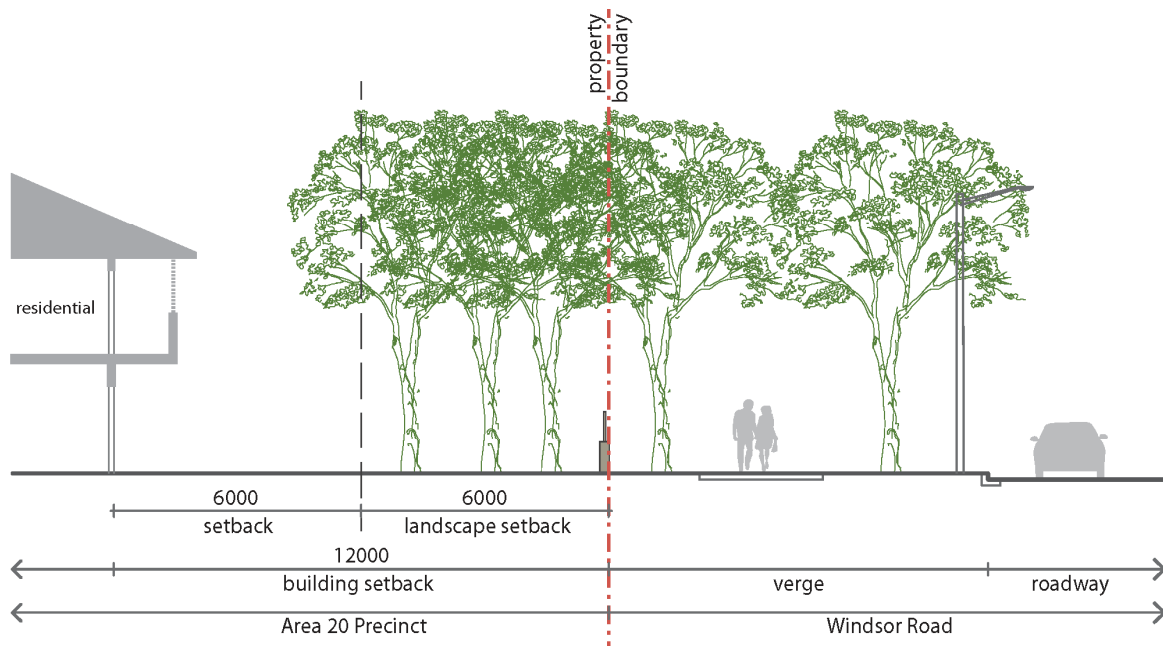 property
boundary
residential
6000
6000
setback
landscape setback
12000
building setback
verge
roadway
Area 20 Precinct
Windsor Road